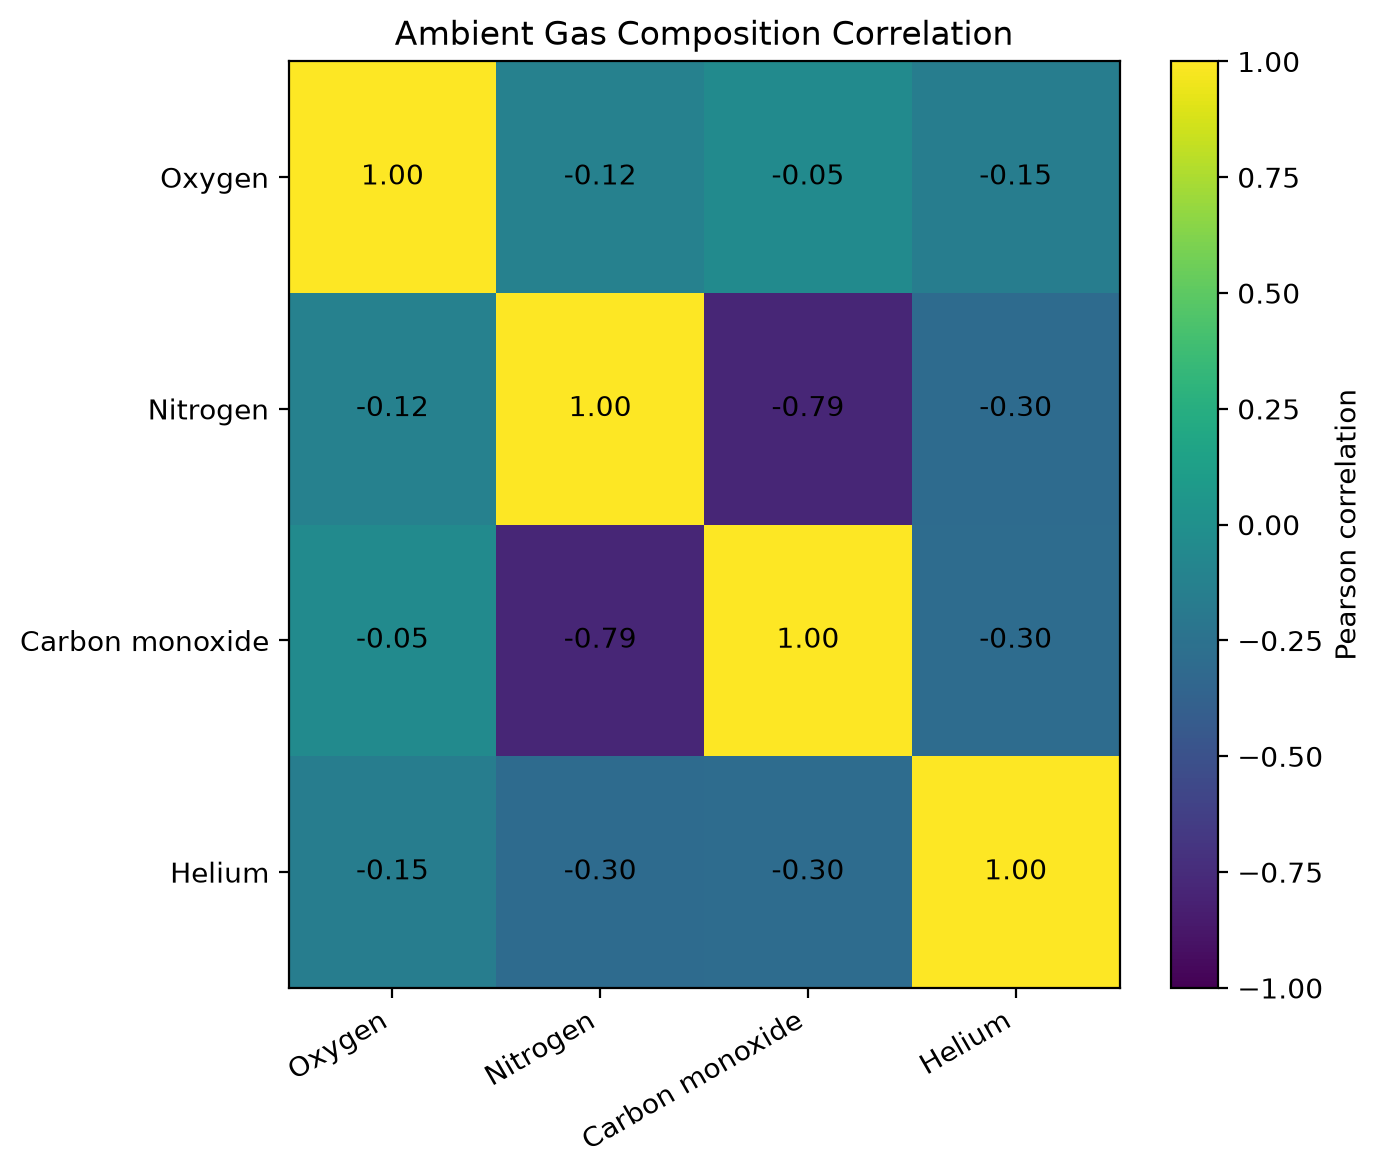 Ambient Gas Composition Correlation
Oxygen 1.00 -0.12 -0.05 -0.15
Nitrogen -0.12 1.00 -0.79 -0.30
Carbon monoxide -0.05 -0.79 1.00 -0.30
Helium -0.15 -0.30 -0.30 1.00
Oxygen
Nitrogen
Carbon monoxide
Helium
1.00
0.75
0.50
0.25
0.00
−0.25
−0.50
−0.75
−1.00
Pearson correlation